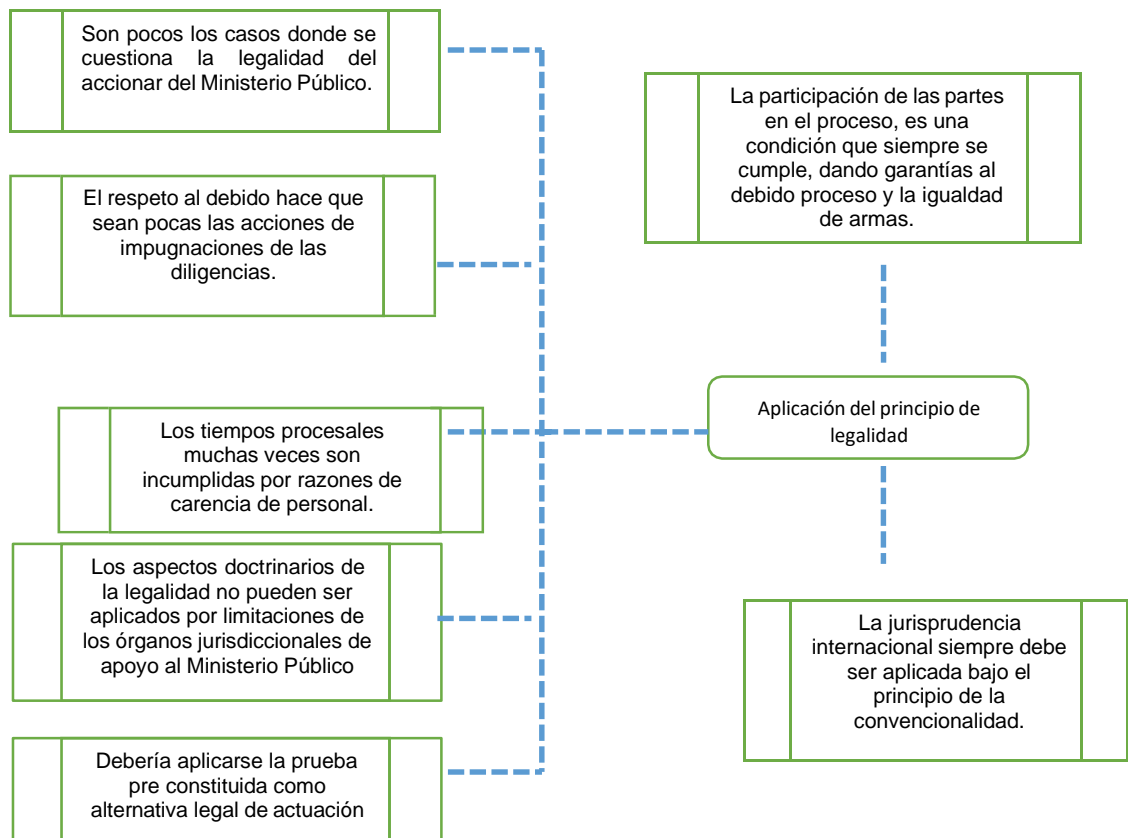 Son pocos los casos donde se
cuestiona la legalidad del
accionar del Ministerio Público.
La participación de las partes
en el proceso, es una
condición que siempre se
cumple, dando garantías al
debido proceso y la igualdad
de armas.
El respeto al debido hace que
sean pocas las acciones de
impugnaciones de las
diligencias.
Aplicación del principio de
legalidad
Los tiempos procesales
muchas veces son
incumplidas por razones de
carencia de personal.
Los aspectos doctrinarios de
la legalidad no pueden ser
aplicados por limitaciones de
los órganos jurisdiccionales de
apoyo al Ministerio Público
La jurisprudencia
internacional siempre debe
ser aplicada bajo el
principio de la
convencionalidad.
Debería aplicarse la prueba
pre constituida como
alternativa legal de actuación